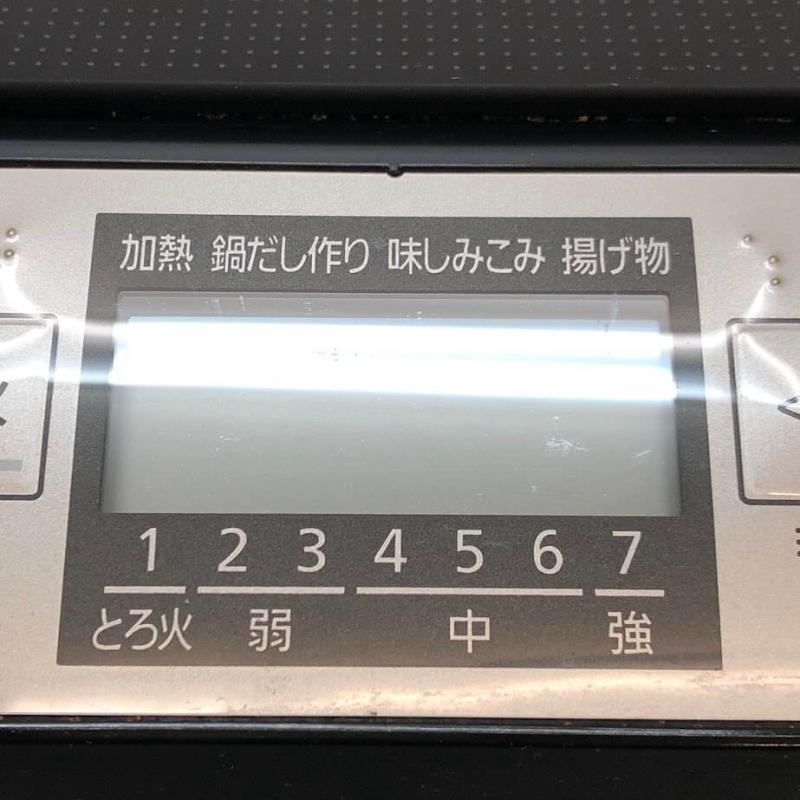 加熱 鍋だし作り 味しみこみ 揚げ物
1 2 3 4 5 6 7
とろ火 弱 中 強